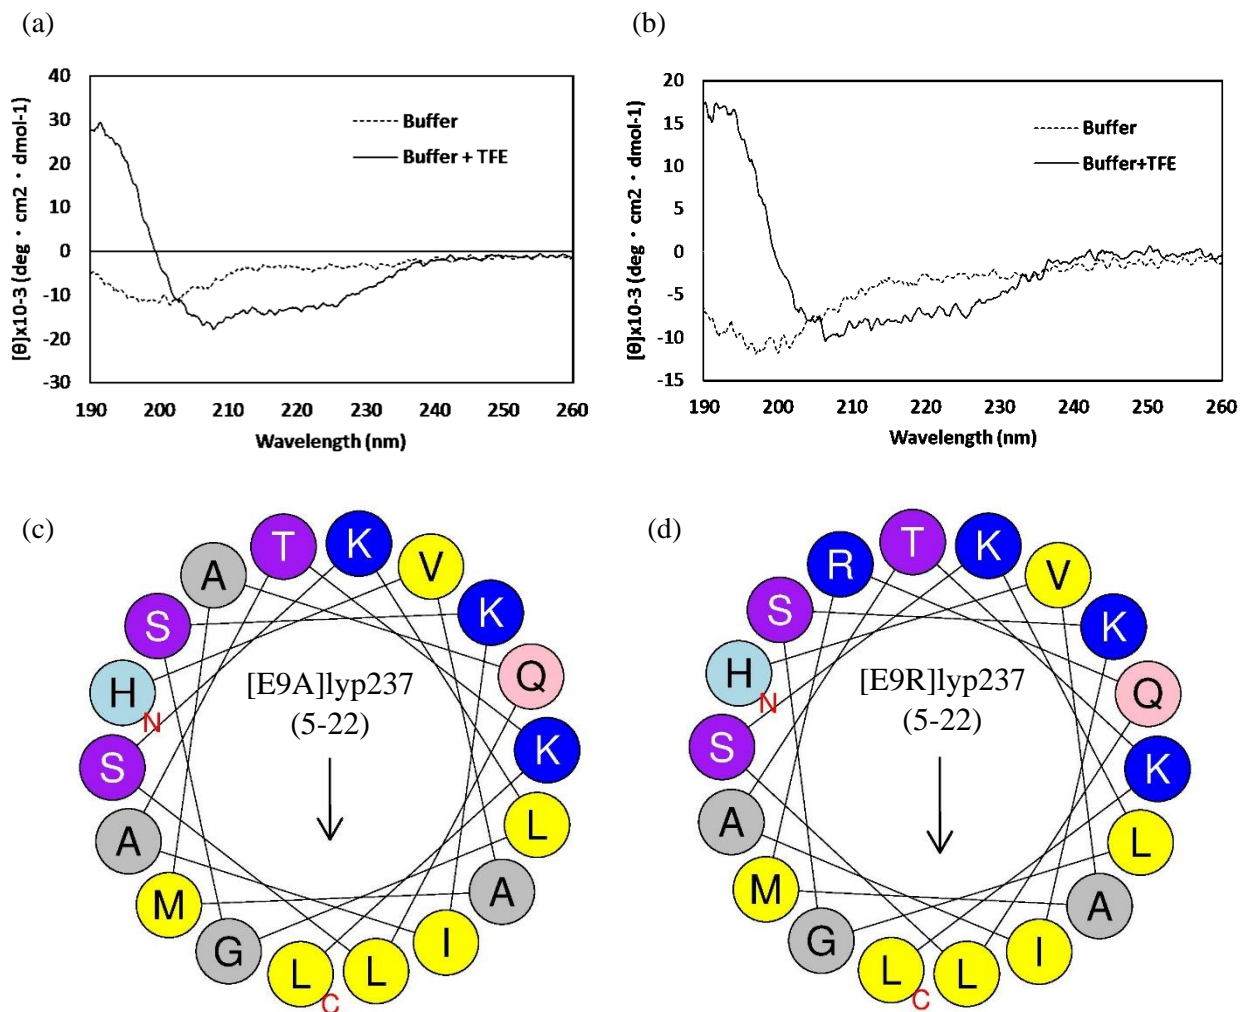 (a)
(b)
40
30
20
10
0
-10
-20
-30
190
200
210
220
230
240
250
260
[θ]x10-3 (deg・cm2・dmol-1)
Wavelength (nm)
Buffer
Buffer + TFE
20
15
10
5
0
-5
-10
-15
190
200
210
220
230
240
250
260
[θ]x10-3 (deg・cm2・dmol-1)
Wavelength (nm)
Buffer
Buffer+TFE
(c)
T
K
V
K
Q
K
L
A
I
L
L
C
G
M
A
S
H
N
S
A
[E9A]lyp237
(5-22)
(d)
T
K
V
K
Q
K
L
A
I
L
L
C
G
M
A
S
H
N
S
R
[E9R]lyp237
(5-22)